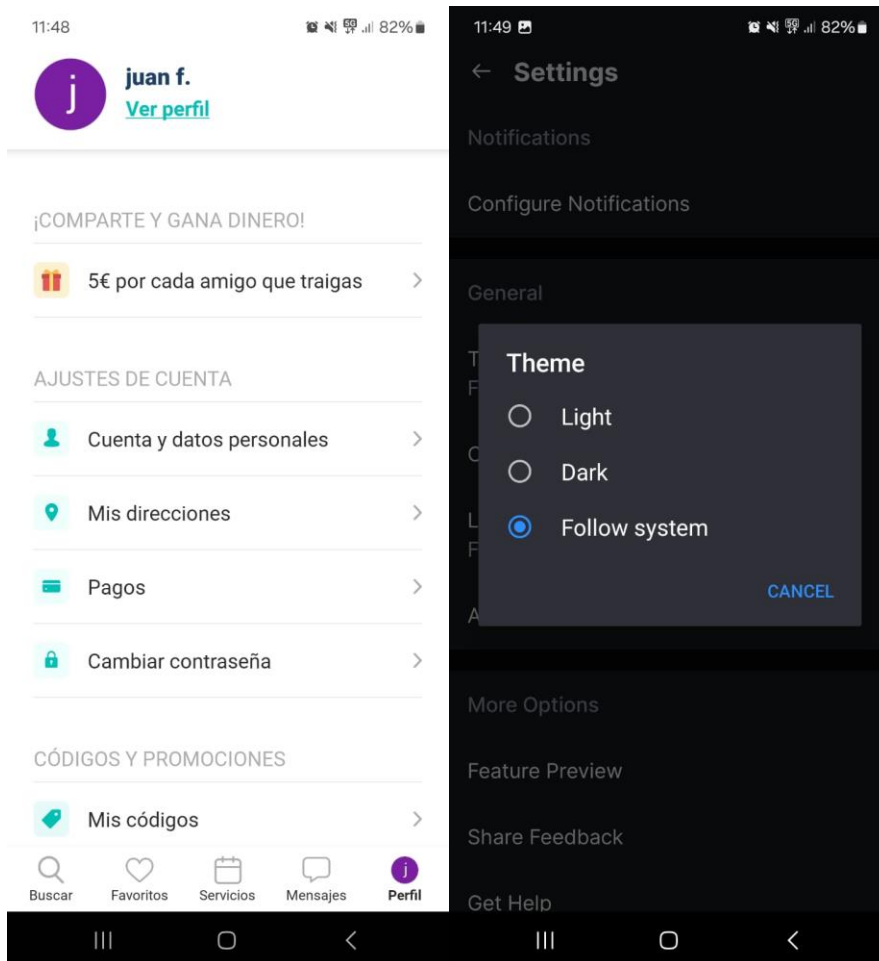 11:48
82%
j
juan f.
Ver perfil
¡COMPARTE Y GANA DINERO!
5€ por cada amigo que traigas
AJUSTES DE CUENTA
Cuenta y datos personales
Mis direcciones
Pagos
Cambiar contraseña
CÓDIGOS Y PROMOCIONES
Mis códigos
j
Buscar Favoritos Servicios Mensajes Perfil
11:49
82%
Settings
Notifications
Configure Notifications
General
T
F
Theme
Light
Dark
Follow system
CANCEL
L
F
A
More Options
Feature Preview
Share Feedback
Get Help